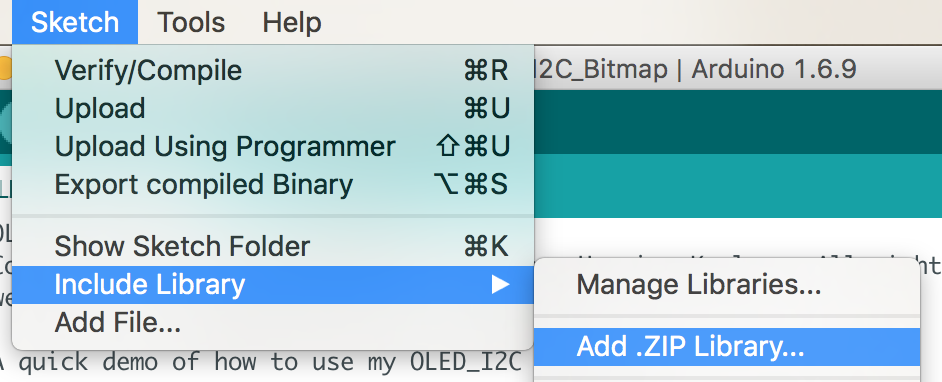 Sketch Tools Help
Verify/Compile ⌘R
I2C_Bitmap | Arduino 1.6.9
Upload ⌘U
Upload Using Programmer ⇧⌘U
Export compiled Binary ⌥⌘S
Show Sketch Folder ⌘K
Include Library ▶
Manage Libraries...
Add File...
Add .ZIP Library...
A quick demo of how to use my OLED_I2C